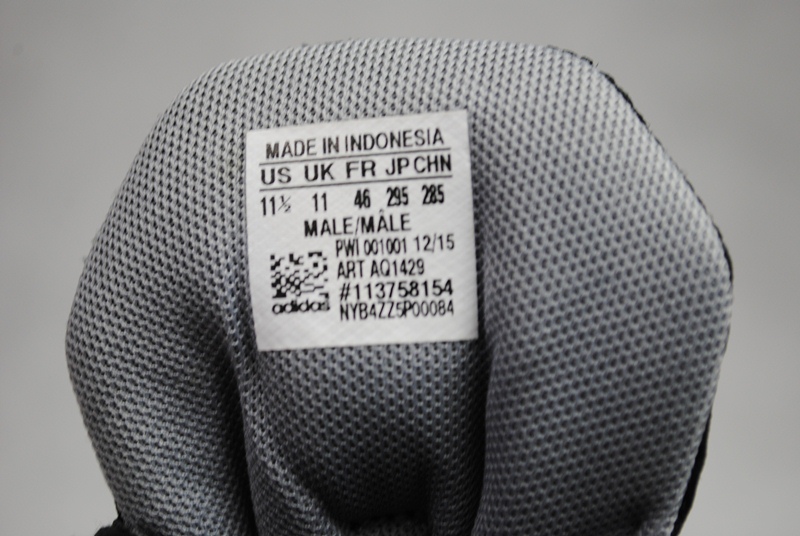 MADE IN INDONESIA
US UK FR JP CHN
11½ 11 46 295 285
MALE/MÂLE
PWI 001001 12/15
ART AQ1429
#113758154
adidas NYB4ZZ5P00084